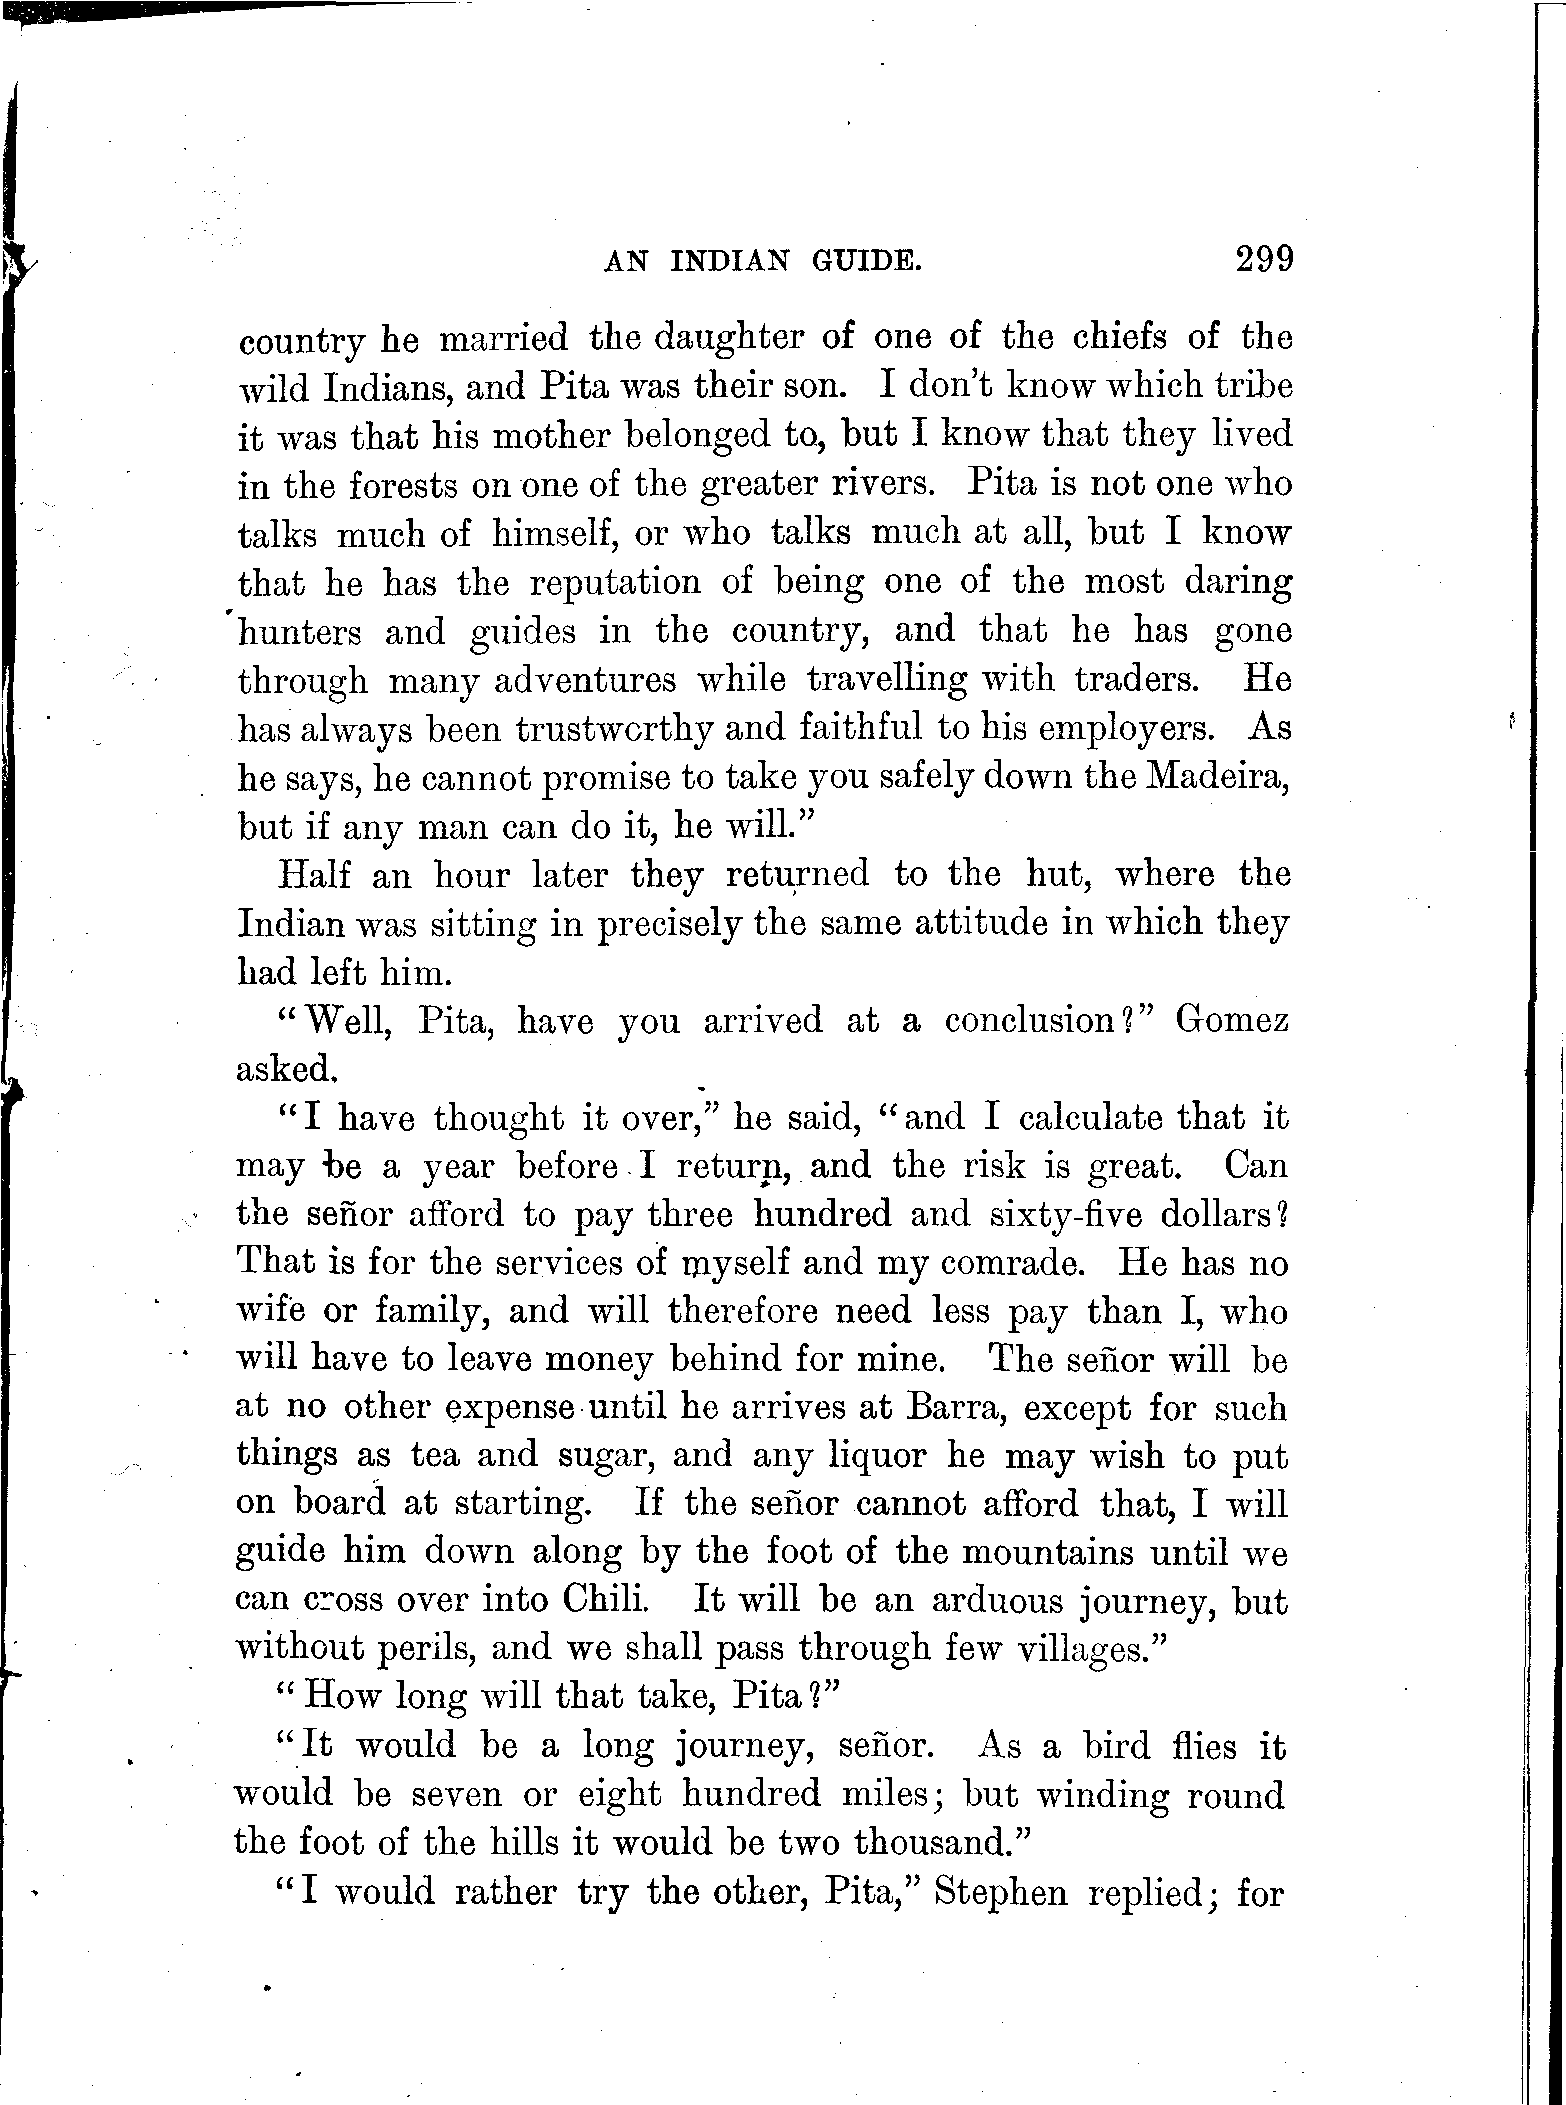 AN INDIAN GUIDE. 299
country he married the daughter of one of the chiefs of the
wild Indians, and Pita was their son. I don't know which tribe
it was that his mother belonged to, but I know that they lived
in the forests on one of the greater rivers. Pita is not one who
talks much of himself, or who talks much at all, but I know
that he has the reputation of being one of the most daring
hunters and guides in the country, and that he has gone
through many adventures while travelling with traders. He
has always been trustworthy and faithful to his employers. As
he says, he cannot promise to take you safely down the Madeira,
but if any man can do it, he will."
Half an hour later they returned to the hut, where the
Indian was sitting in precisely the same attitude in which they
had left him.
"Well, Pita, have you arrived at a conclusion?" Gomez
asked.
"I have thought it over," he said, "and I calculate that it
may be a year before I return, and the risk is great. Can
the señor afford to pay three hundred and sixty-five dollars?
That is for the services of myself and my comrade. He has no
wife or family, and will therefore need less pay than I, who
will have to leave money behind for mine. The señor will be
at no other expense until he arrives at Barra, except for such
things as tea and sugar, and any liquor he may wish to put
on board at starting. If the señor cannot afford that, I will
guide him down along by the foot of the mountains until we
can cross over into Chili. It will be an arduous journey, but
without perils, and we shall pass through few villages."
"How long will that take, Pita?"
"It would be a long journey, señor. As a bird flies it
would be seven or eight hundred miles; but winding round
the foot of the hills it would be two thousand."
"I would rather try the other, Pita," Stephen replied; for